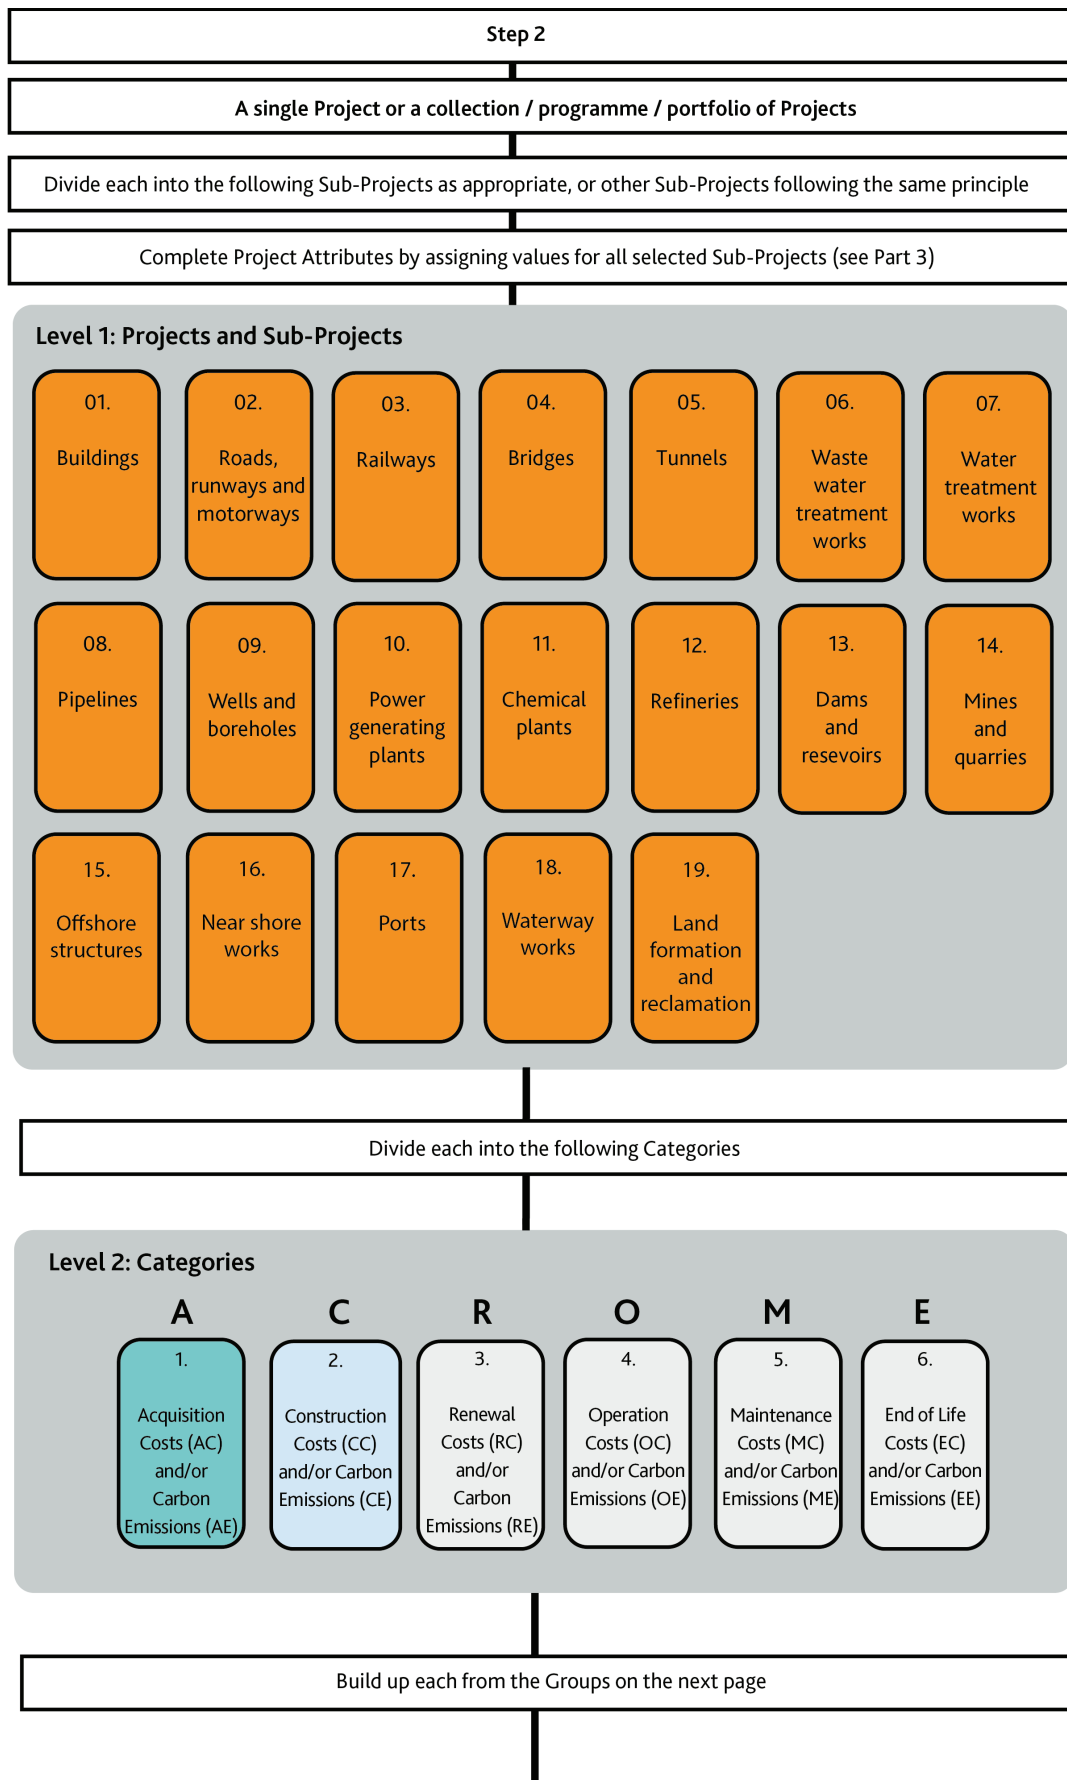 Step 2
A single Project or a collection / programme / portfolio of Projects
Divide each into the following Sub-Projects as appropriate, or other Sub-Projects following the same principle
Complete Project Attributes by assigning values for all selected Sub-Projects (see Part 3)
Level 1: Projects and Sub-Projects
01.
Buildings
02.
Roads,
runways and
motorways
03.
Railways
04.
Bridges
05.
Tunnels
06.
Waste
water
treatment
works
07.
Water
treatment
works
08.
Pipelines
09.
Wells and
boreholes
10.
Power
generating
plants
11.
Chemical
plants
12.
Refineries
13.
Dams
and
resevoirs
14.
Mines
and
quarries
15.
Offshore
structures
16.
Near shore
works
17.
Ports
18.
Waterway
works
19.
Land
formation
and
reclamation
Divide each into the following Categories
Level 2: Categories
A
1.
Acquisition
Costs (AC)
and/or
Carbon
Emissions (AE)
C
2.
Construction
Costs (CC)
and/or Carbon
Emissions (CE)
R
3.
Renewal
Costs (RC)
and/or
Carbon
Emissions (RE)
O
4.
Operation
Costs (OC)
and/or Carbon
Emissions (OE)
M
5.
Maintenance
Costs (MC)
and/or Carbon
Emissions (ME)
E
6.
End of Life
Costs (EC)
and/or Carbon
Emissions (EE)
Build up each from the Groups on the next page